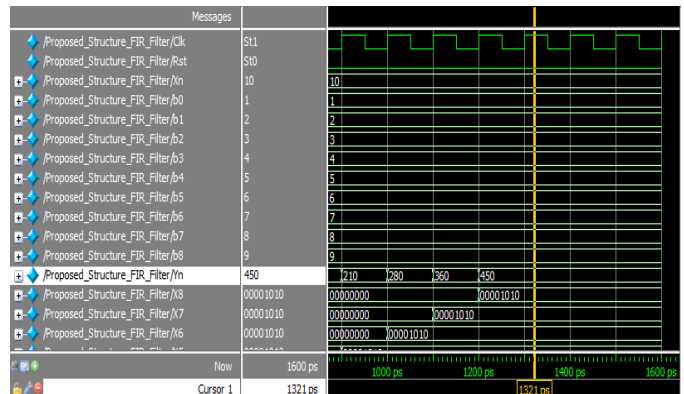 Messages
/Proposed_Structure_FIR_Filter/Clk St1
/Proposed_Structure_FIR_Filter/Rst St0
/Proposed_Structure_FIR_Filter/Xn 10 10
/Proposed_Structure_FIR_Filter/b0 1 1
/Proposed_Structure_FIR_Filter/b1 2 2
/Proposed_Structure_FIR_Filter/b2 3 3
/Proposed_Structure_FIR_Filter/b3 4 4
/Proposed_Structure_FIR_Filter/b4 5 5
/Proposed_Structure_FIR_Filter/b5 6 6
/Proposed_Structure_FIR_Filter/b6 7 7
/Proposed_Structure_FIR_Filter/b7 8 8
/Proposed_Structure_FIR_Filter/b8 9 9
/Proposed_Structure_FIR_Filter/Yn 450 210 280 360 450
/Proposed_Structure_FIR_Filter/X8 00001010 00000000 00001010
/Proposed_Structure_FIR_Filter/X7 00001010 00000000 00001010
/Proposed_Structure_FIR_Filter/X6 00001010 00000000 00001010
Now 1600 ps 1000 ps 1200 ps 1400 ps 1600 ps
Cursor 1 1321 ps 1321 ps